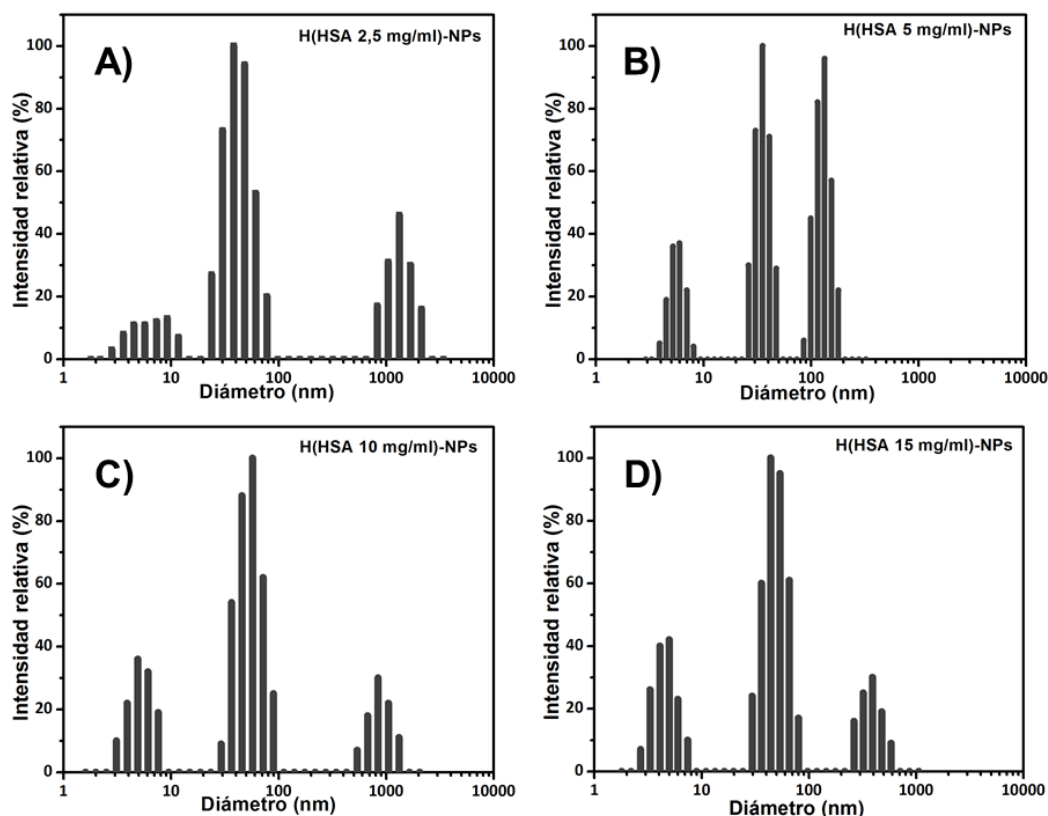 H(HSA 2,5 mg/ml)-NPs
A)
Intensidad relativa (%)
100
80
60
40
20
0
1 10 100 1000 10000
Diámetro (nm)
H(HSA 5 mg/ml)-NPs
B)
Intensidad relativa (%)
100
80
60
40
20
0
1 10 100 1000 10000
Diámetro (nm)
H(HSA 10 mg/ml)-NPs
C)
Intensidad relativa (%)
100
80
60
40
20
0
1 10 100 1000 10000
Diámetro (nm)
H(HSA 15 mg/ml)-NPs
D)
Intensidad relativa (%)
100
80
60
40
20
0
1 10 100 1000 10000
Diámetro (nm)